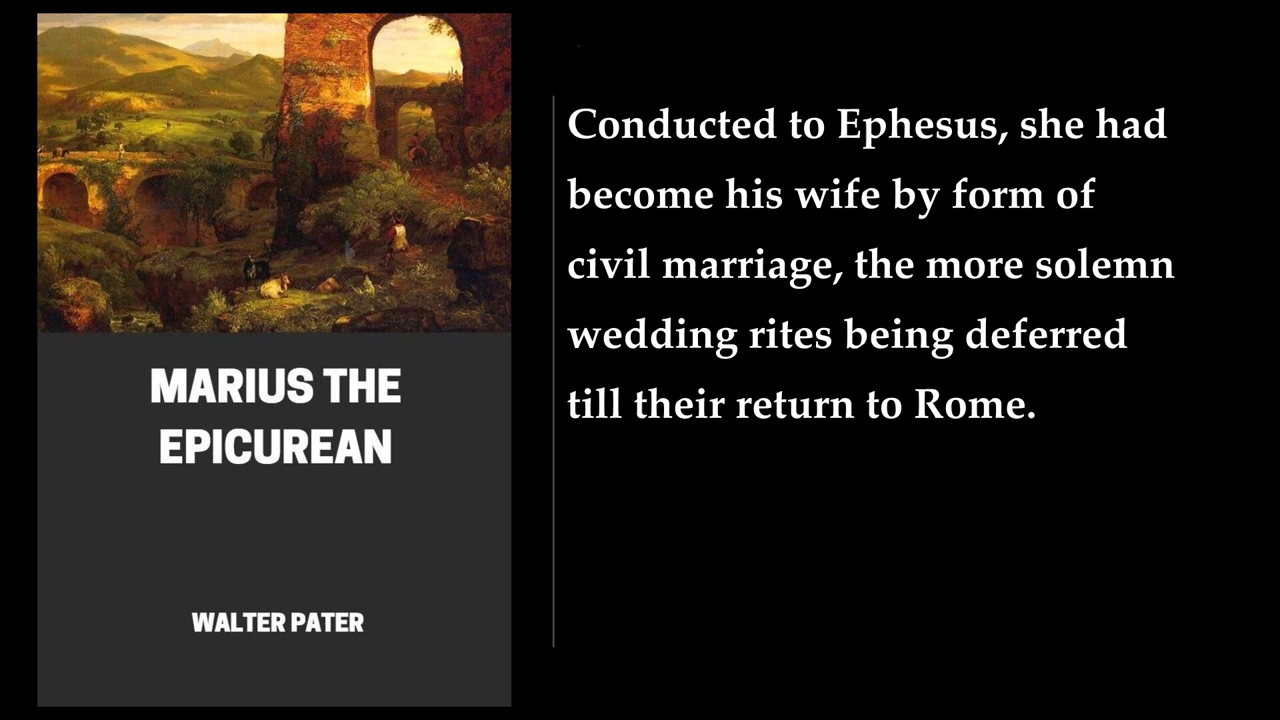 MARIUS THE
EPICUREAN
WALTER PATER
Conducted to Ephesus, she had
become his wife by form of
civil marriage, the more solemn
wedding rites being deferred
till their return to Rome.